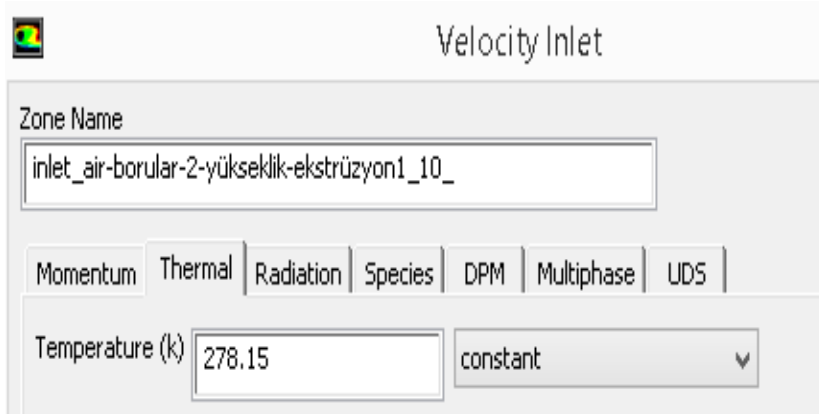 Velocity Inlet
Zone Name
inlet_air-borular-2-yükseklik-ekstrüzyon1_10_
Momentum Thermal Radiation Species DPM Multiphase UDS
Temperature (k) 278.15 constant